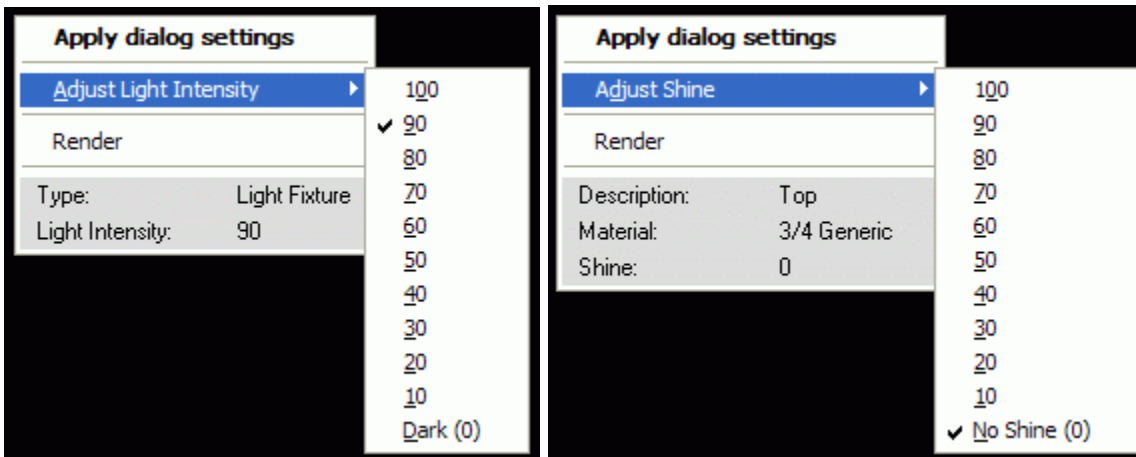 Apply dialog settings
Adjust Light Intensity
Render
Type: Light Fixture
Light Intensity: 90
100
90
80
70
60
50
40
30
20
10
Dark (0)
Apply dialog settings
Adjust Shine
Render
Description: Top
Material: 3/4 Generic
Shine: 0
100
90
80
70
60
50
40
30
20
10
No Shine (0)